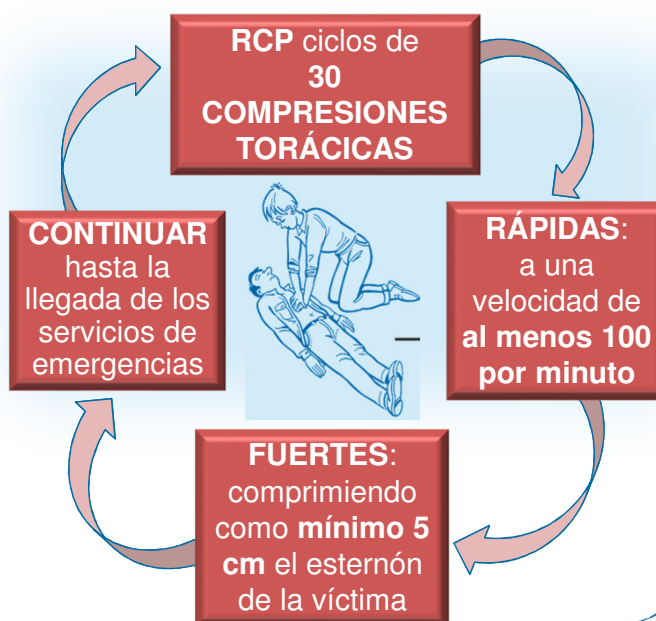 RCP ciclos de
30
COMPRESIONES
TORÁCICAS
RÁPIDAS:
a una
velocidad de
al menos 100
por minuto
FUERTES:
comprimiendo
como mínimo 5
cm el esternón
de la víctima
CONTINUAR
hasta la
llegada de los
servicios de
emergencias